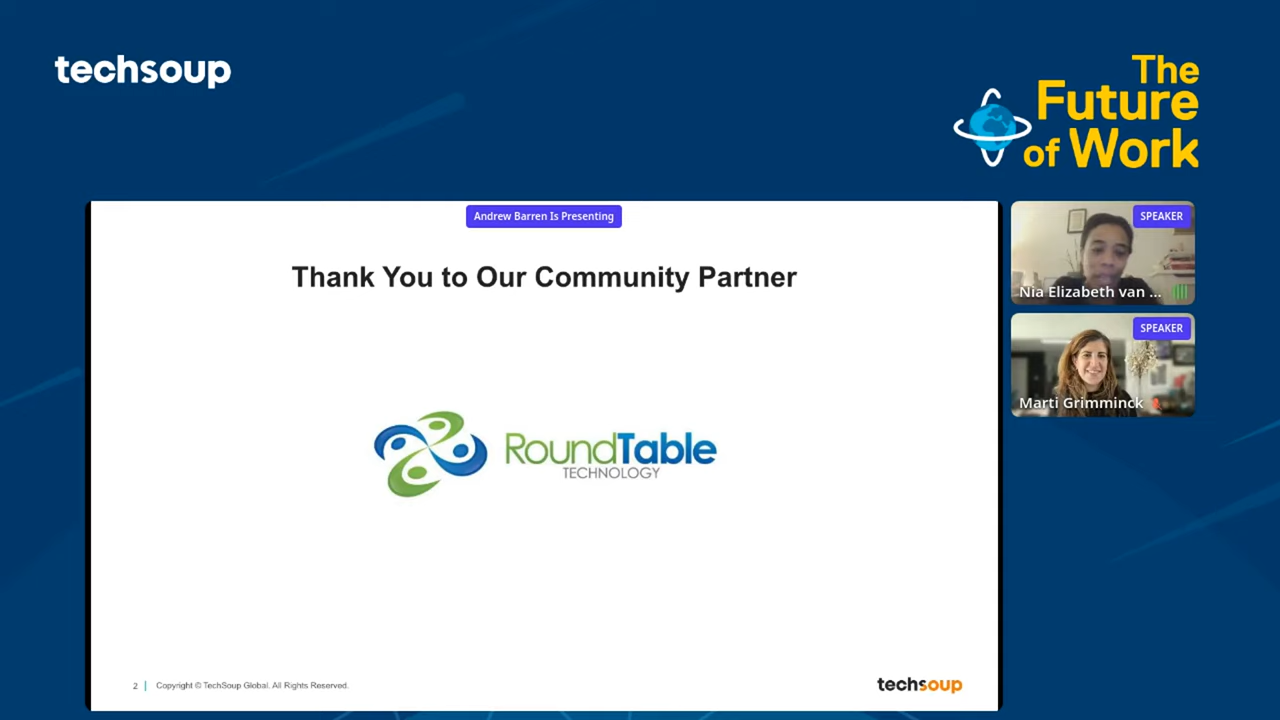 techsoup
The
Future
of Work
Andrew Barren Is Presenting
Thank You to Our Community Partner
RoundTable
TECHNOLOGY
2
Copyright © TechSoup Global. All Rights Reserved.
techsoup
SPEAKER
Nia Elizabeth van ...
SPEAKER
Marti Grimminck